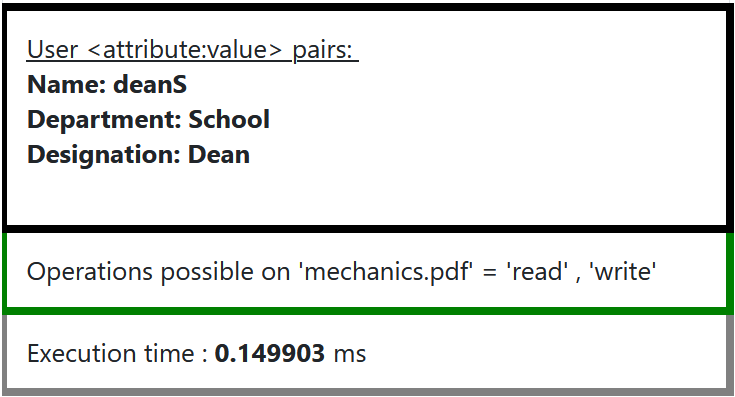 User <attribute:value> pairs:
Name: deanS
Department: School
Designation: Dean
Operations possible on 'mechanics.pdf' = 'read' , 'write'
Execution time : 0.149903 ms